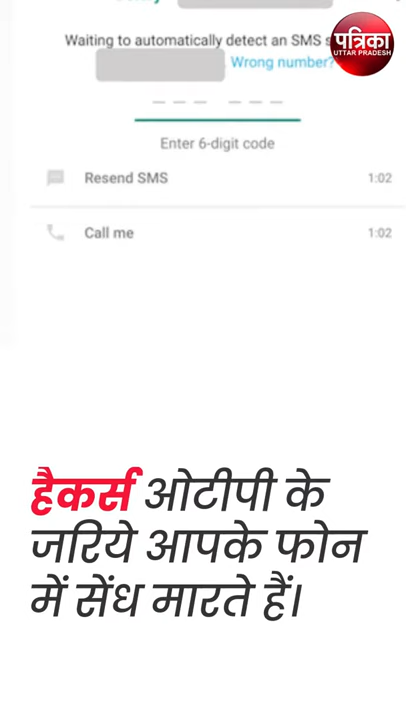 पत्रिका
UTTAR PRADESH
Waiting to automatically detect an SMS s
Wrong number?
Enter 6-digit code
Resend SMS 1:02
Call me 1:02
हैकर्स ओटीपी के
जरिये आपके फोन
में सेंध मारते हैं।